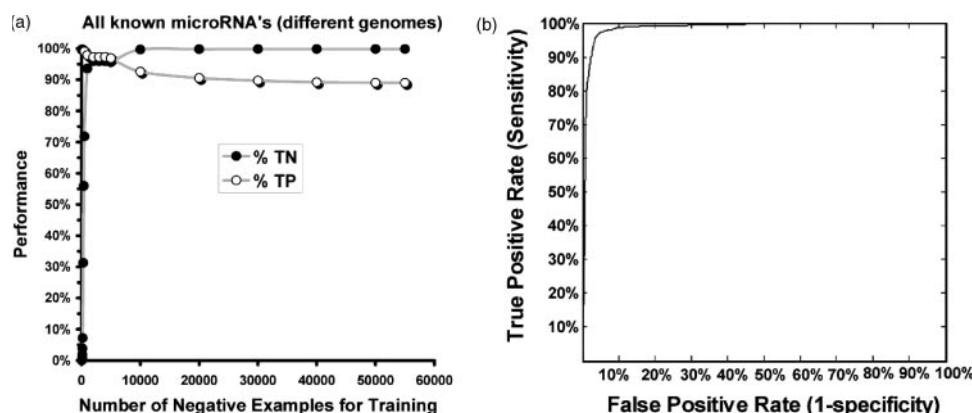 (a)
All known microRNA's (different genomes)
100%
90%
80%
70%
60%
50%
40%
30%
20%
10%
0%
Performance
% TN
% TP
0 10000 20000 30000 40000 50000 60000
Number of Negative Examples for Training
(b)
100%
90%
80%
70%
60%
50%
40%
30%
20%
10%
True Positive Rate (Sensitivity)
10% 20% 30% 40% 50% 60% 70% 80% 90% 100%
False Positive Rate (1-specificity)